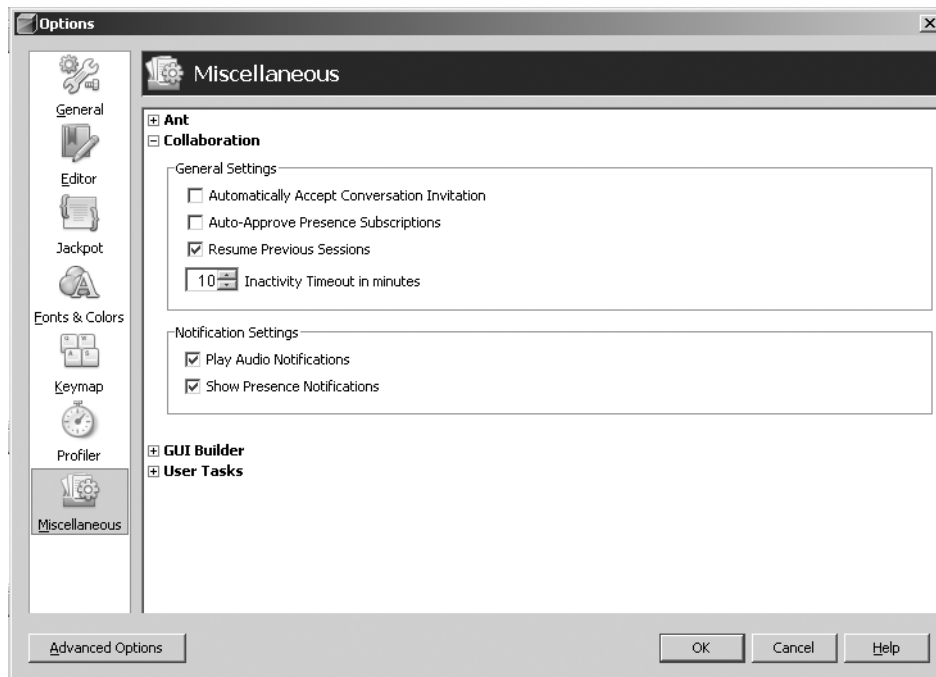 Options
General
Editor
Jackpot
Fonts & Colors
Keymap
Profiler
Miscellaneous
Miscellaneous
Ant
Collaboration
General Settings
Automatically Accept Conversation Invitation
Auto-Approve Presence Subscriptions
Resume Previous Sessions
10 Inactivity Timeout in minutes
Notification Settings
Play Audio Notifications
Show Presence Notifications
GUI Builder
User Tasks
Advanced Options
OK Cancel Help